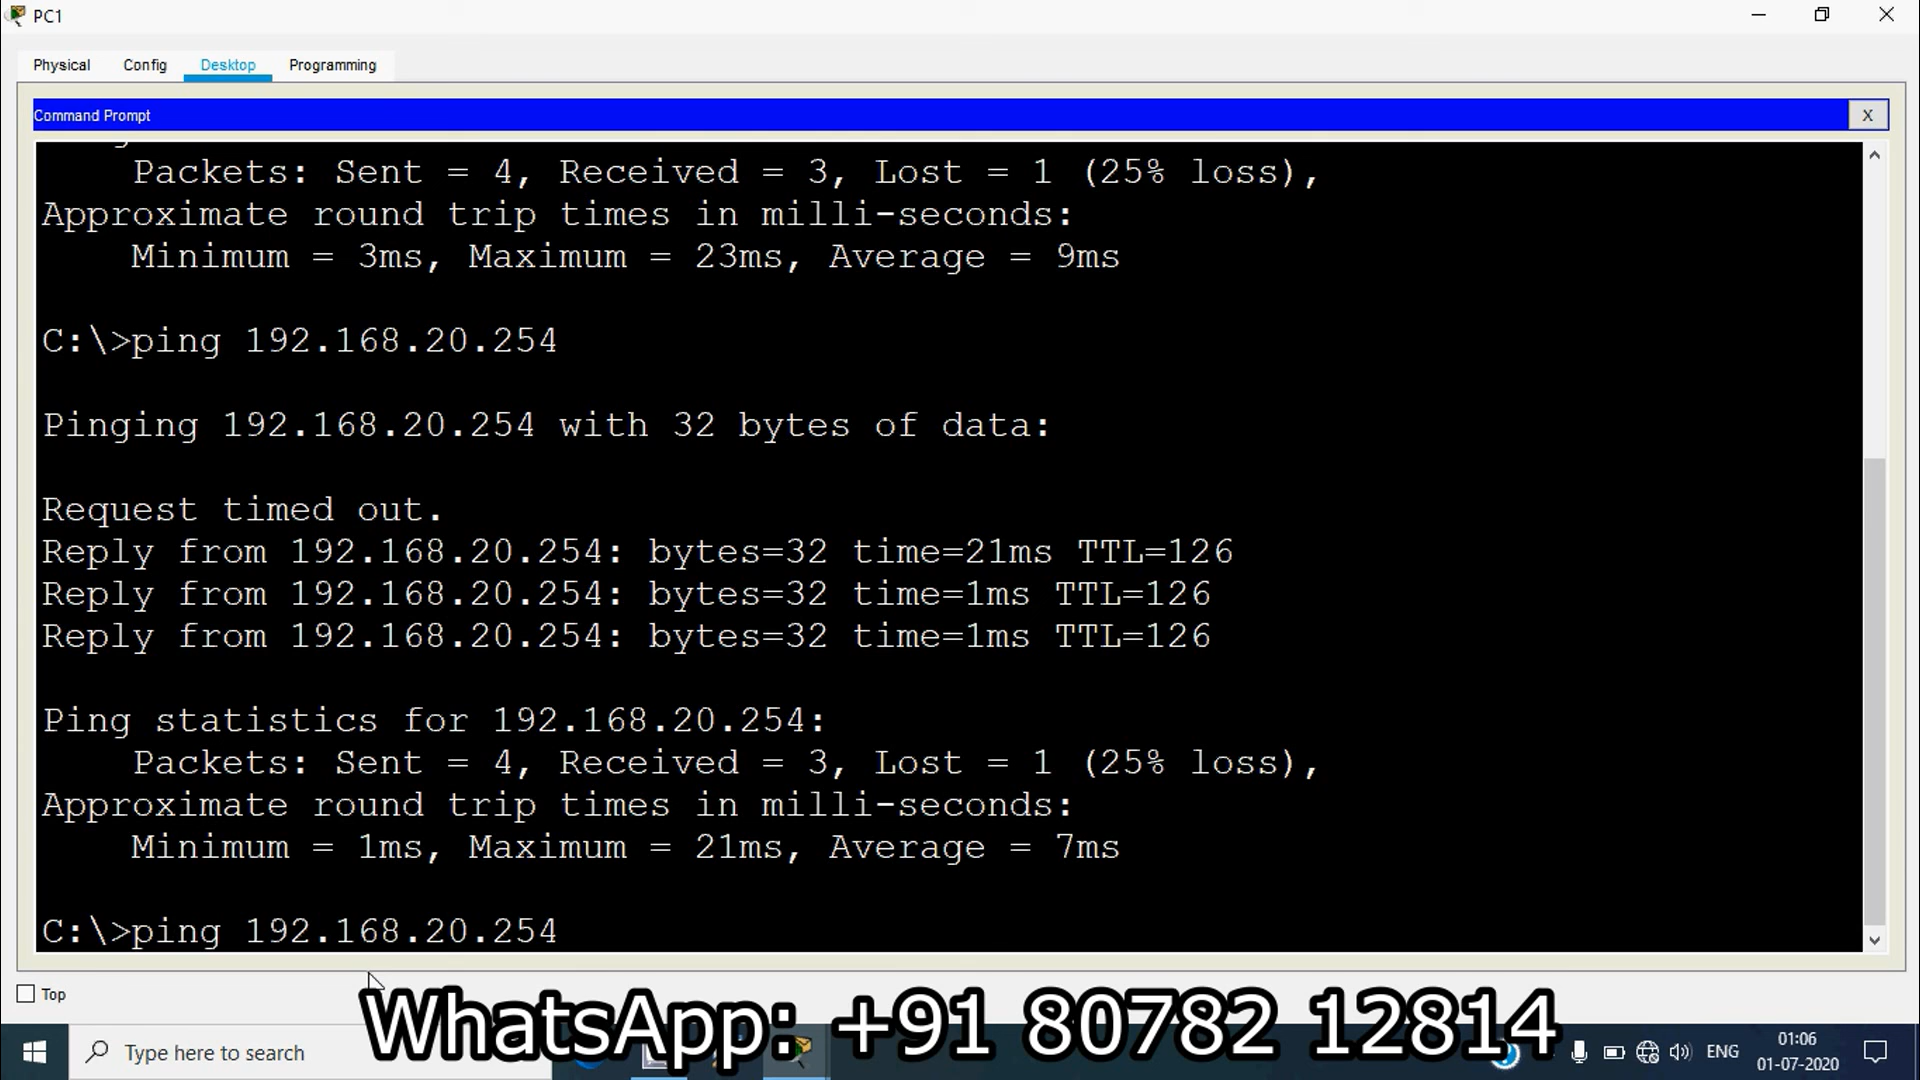 PC1
Physical Config Desktop Programming
Command Prompt X
Packets: Sent = 4, Received = 3, Lost = 1 (25% loss),
Approximate round trip times in milli-seconds:
Minimum = 3ms, Maximum = 23ms, Average = 9ms
C:\>ping 192.168.20.254
Pinging 192.168.20.254 with 32 bytes of data:
Request timed out.
Reply from 192.168.20.254: bytes=32 time=21ms TTL=126
Reply from 192.168.20.254: bytes=32 time=1ms TTL=126
Reply from 192.168.20.254: bytes=32 time=1ms TTL=126
Ping statistics for 192.168.20.254:
Packets: Sent = 4, Received = 3, Lost = 1 (25% loss),
Approximate round trip times in milli-seconds:
Minimum = 1ms, Maximum = 21ms, Average = 7ms
C:\>ping 192.168.20.254
Top
WhatsApp: +91 80782 12814
Type here to search
ENG
01:06
01-07-2020